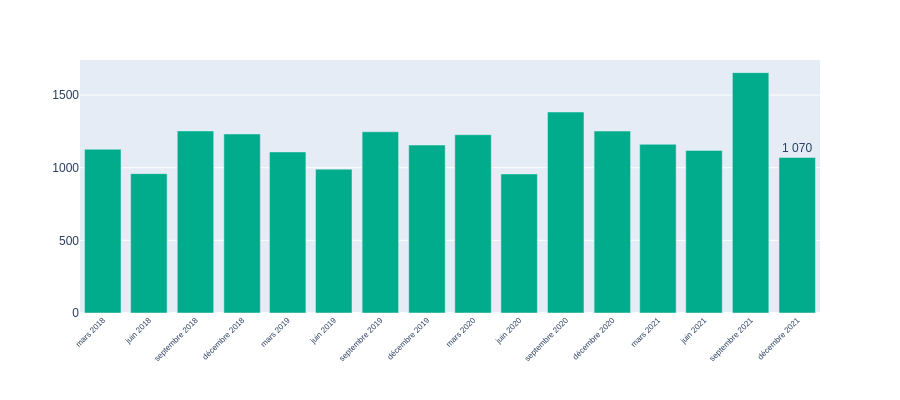 1500
1000
500
0
1 070
mars 2018
juin 2018
septembre 2018
décembre 2018
mars 2019
juin 2019
septembre 2019
décembre 2019
mars 2020
juin 2020
septembre 2020
décembre 2020
mars 2021
juin 2021
septembre 2021
décembre 2021